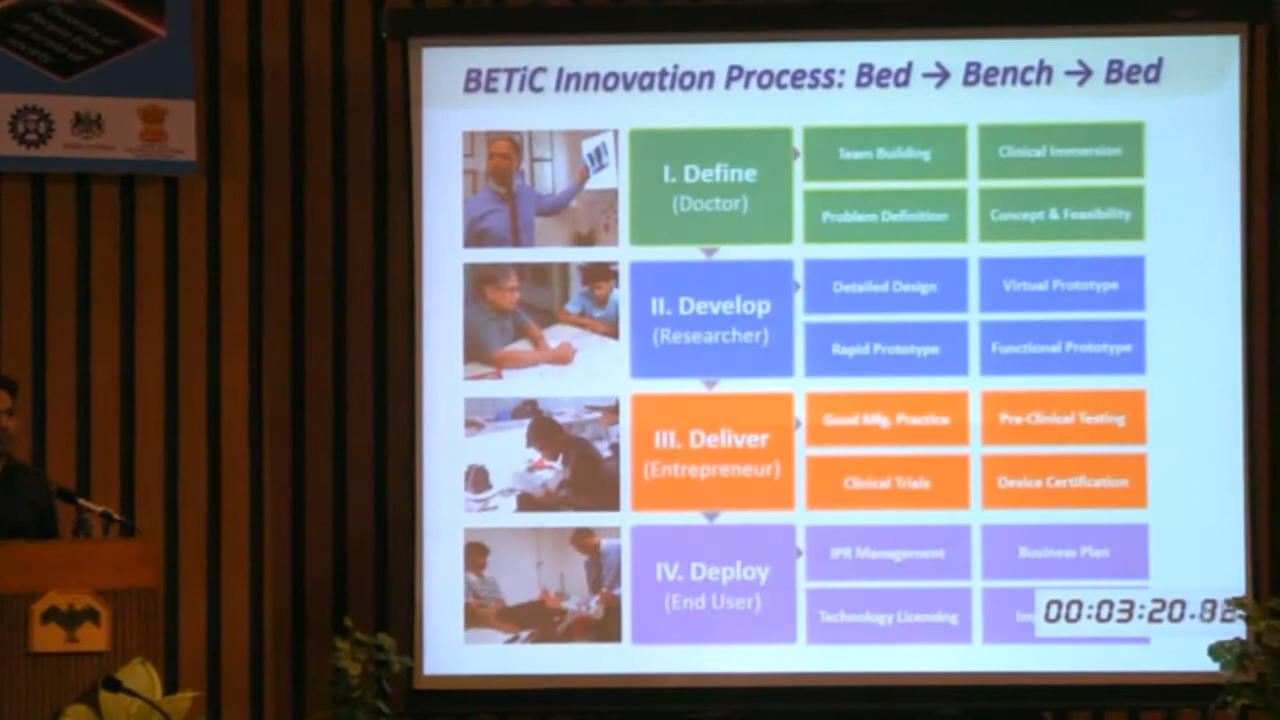 BETiC Innovation Process: Bed → Bench → Bed
I. Define
(Doctor)
Team Building
Clinical Immersion
Problem Definition
Concept & Feasibility
II. Develop
(Researcher)
Detailed Design
Virtual Prototype
Rapid Prototype
Functional Prototype
III. Deliver
(Entrepreneur)
Good Mfg. Practice
Pre-Clinical Testing
Clinical Trials
Device Certification
IV. Deploy
(End User)
IPR Management
Business Plan
Technology Licensing
00:03:20.8